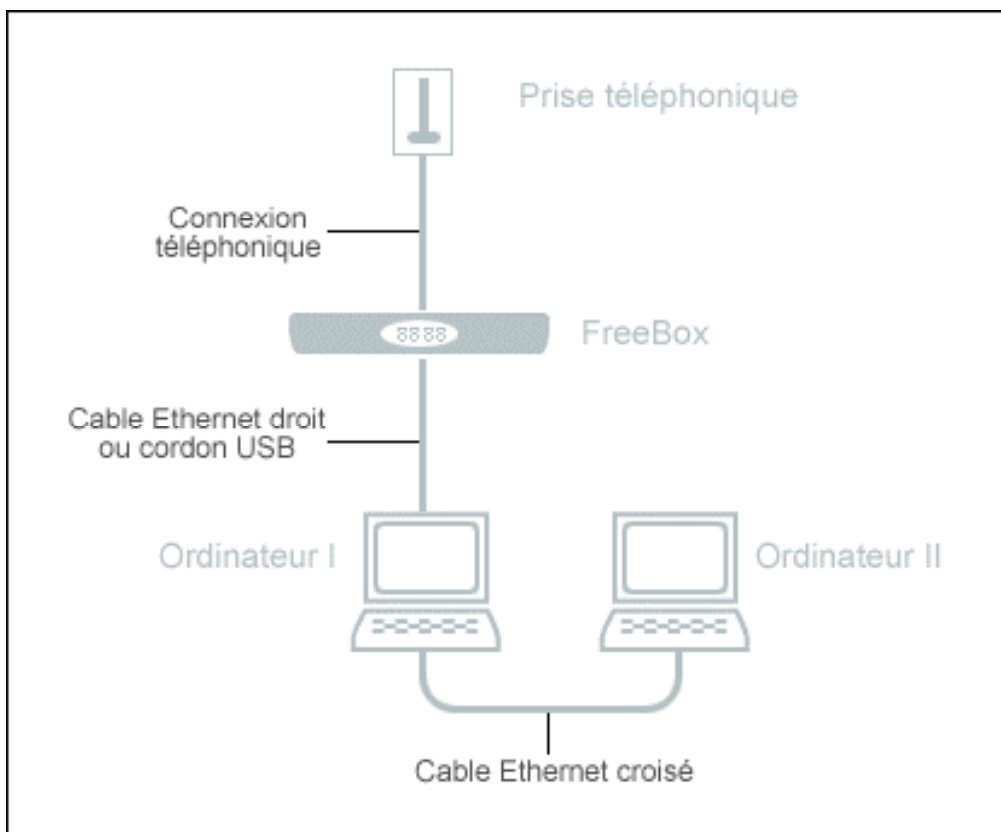 Prise téléphonique
Connexion
téléphonique
8888
FreeBox
Cable Ethernet droit
ou cordon USB
Ordinateur I
Ordinateur II
Cable Ethernet croisé